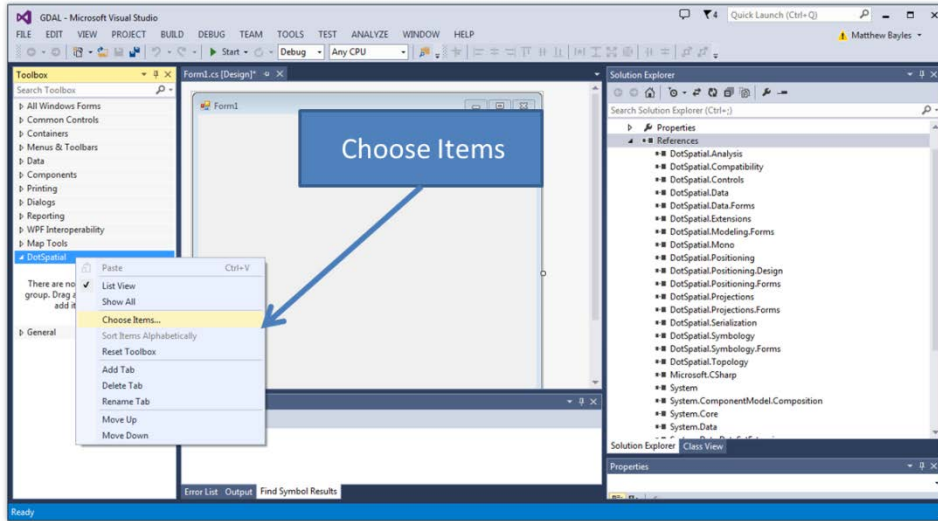 GDAL - Microsoft Visual Studio
4
Quick Launch (Ctrl+Q)
FILE EDIT VIEW PROJECT BUILD DEBUG TEAM TOOLS TEST ANALYZE WINDOW HELP
Matthew Bayles
Start
Debug
Any CPU
Toolbox
Search Toolbox
All Windows Forms
Common Controls
Containers
Menus & Toolbars
Data
Components
Printing
Dialogs
Reporting
WPF Interoperability
Map Tools
DotSpatial
There are no
group. Drag a
add it
General
Paste Ctrl+V
List View
Show All
Choose Items...
Sort Items Alphabetically
Reset Toolbox
Add Tab
Delete Tab
Rename Tab
Move Up
Move Down
Form1.cs [Design]*
Form1
Choose Items
Error List Output Find Symbol Results
Solution Explorer
Search Solution Explorer (Ctrl+;)
Properties
References
DotSpatial.Analysis
DotSpatial.Compatibility
DotSpatial.Controls
DotSpatial.Data
DotSpatial.Data.Forms
DotSpatial.Extensions
DotSpatial.Modeling.Forms
DotSpatial.Mono
DotSpatial.Positioning
DotSpatial.Positioning.Design
DotSpatial.Positioning.Forms
DotSpatial.Projections
DotSpatial.Projections.Forms
DotSpatial.Serialization
DotSpatial.Symbology
DotSpatial.Symbology.Forms
DotSpatial.Topology
Microsoft.CSharp
System
System.ComponentModel.Composition
System.Core
System.Data
Solution Explorer Class View
Properties
Ready